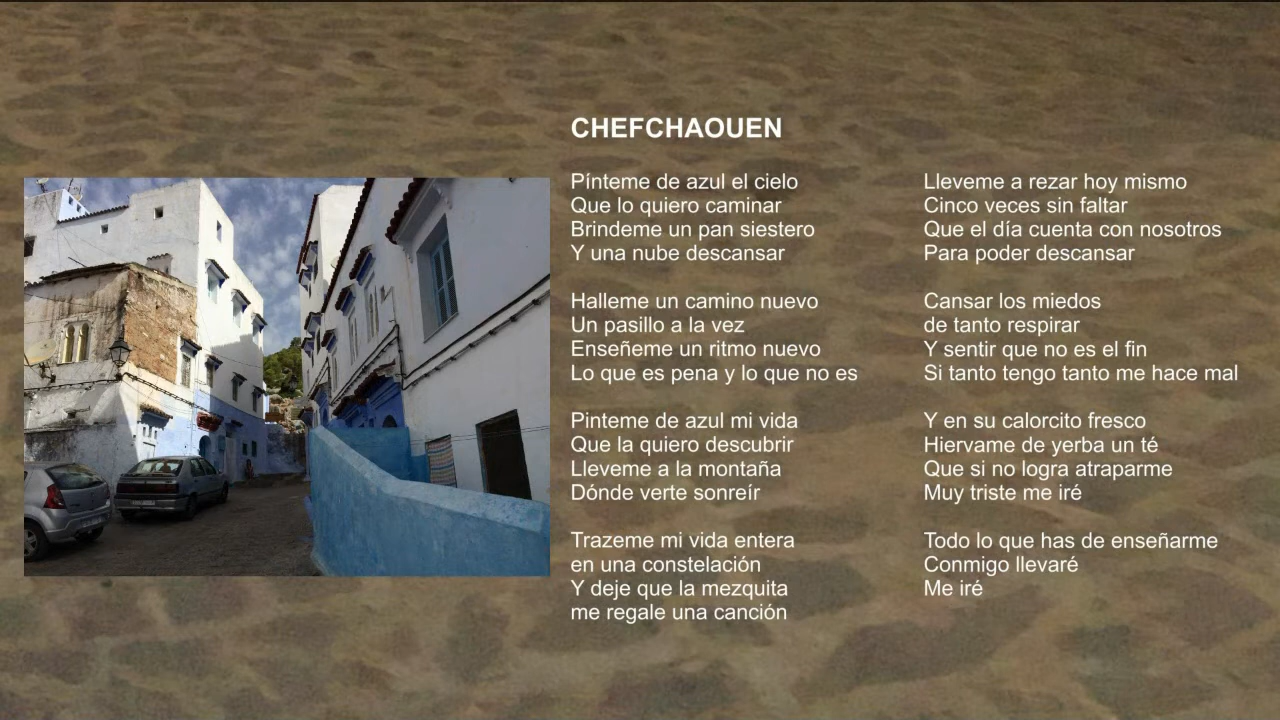 CHEFCHAOUEN
Pínteme de azul el cielo
Que lo quiero caminar
Brindeme un pan siestero
Y una nube descansar
Halleme un camino nuevo
Un pasillo a la vez
Enseñeme un ritmo nuevo
Lo que es pena y lo que no es
Pinteme de azul mi vida
Que la quiero descubrir
Lleveme a la montaña
Dónde verte sonreír
Trazeme mi vida entera
en una constelación
Y deje que la mezquita
me regale una canción
Lleveme a rezar hoy mismo
Cinco veces sin faltar
Que el día cuenta con nosotros
Para poder descansar
Cansar los miedos
de tanto respirar
Y sentir que no es el fin
Si tanto tengo tanto me hace mal
Y en su calorcito fresco
Hiervame de yerba un té
Que si no logra atraparme
Muy triste me iré
Todo lo que has de enseñarme
Conmigo llevaré
Me iré